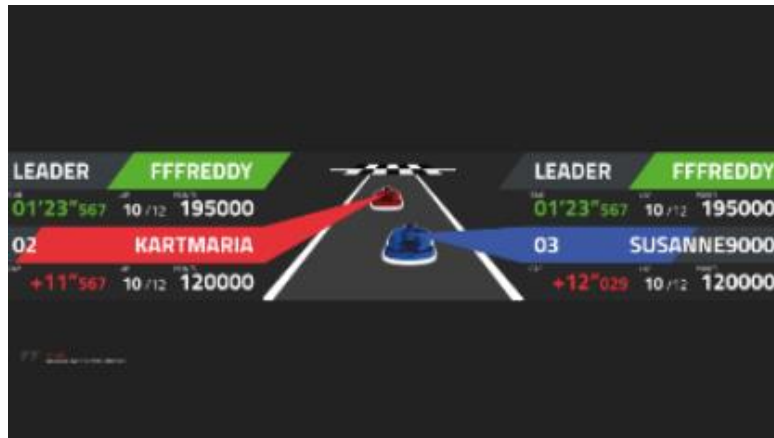 LEADER FFFREDDY
01'23"567 10/12 195000
02 KARTMARIA
+11"567 10/12 120000
LEADER FFFREDDY
01'23"567 10/12 195000
03 SUSANNE9000
+12"029 10/12 120000